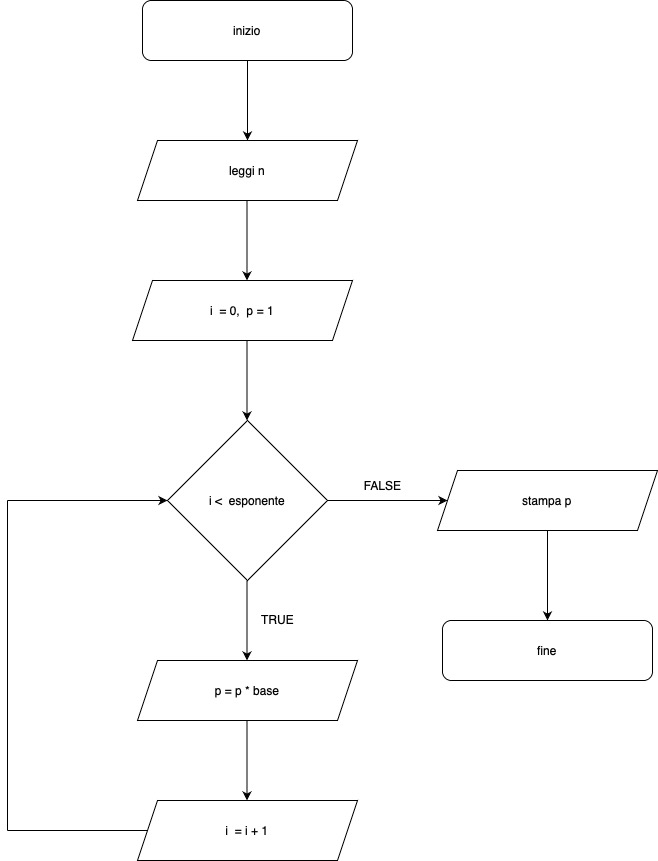 inizio
leggi n
i  = 0,  p = 1
i <  esponente
FALSE
stampa p
TRUE
fine
p = p * base
i  = i + 1